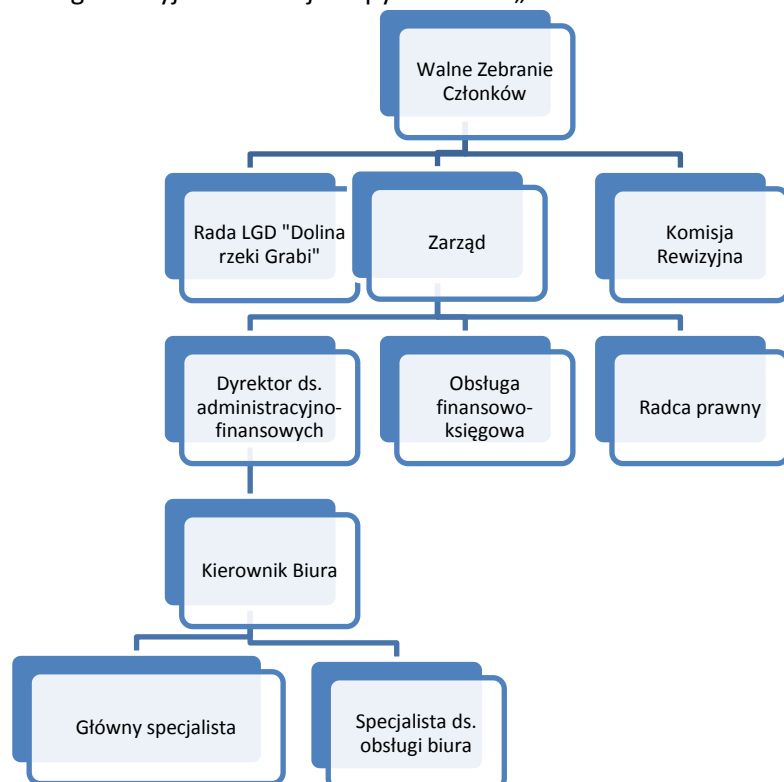 Walne Zebranie
Członków
Rada LGD "Dolina
rzeki Grabi"
Zarząd
Komisja
Rewizyjna
Dyrektor ds.
administracyjno-
finansowych
Obsługa
finansowo-
księgowa
Radca prawny
Kierownik Biura
Główny specjalista
Specjalista ds.
obsługi biura